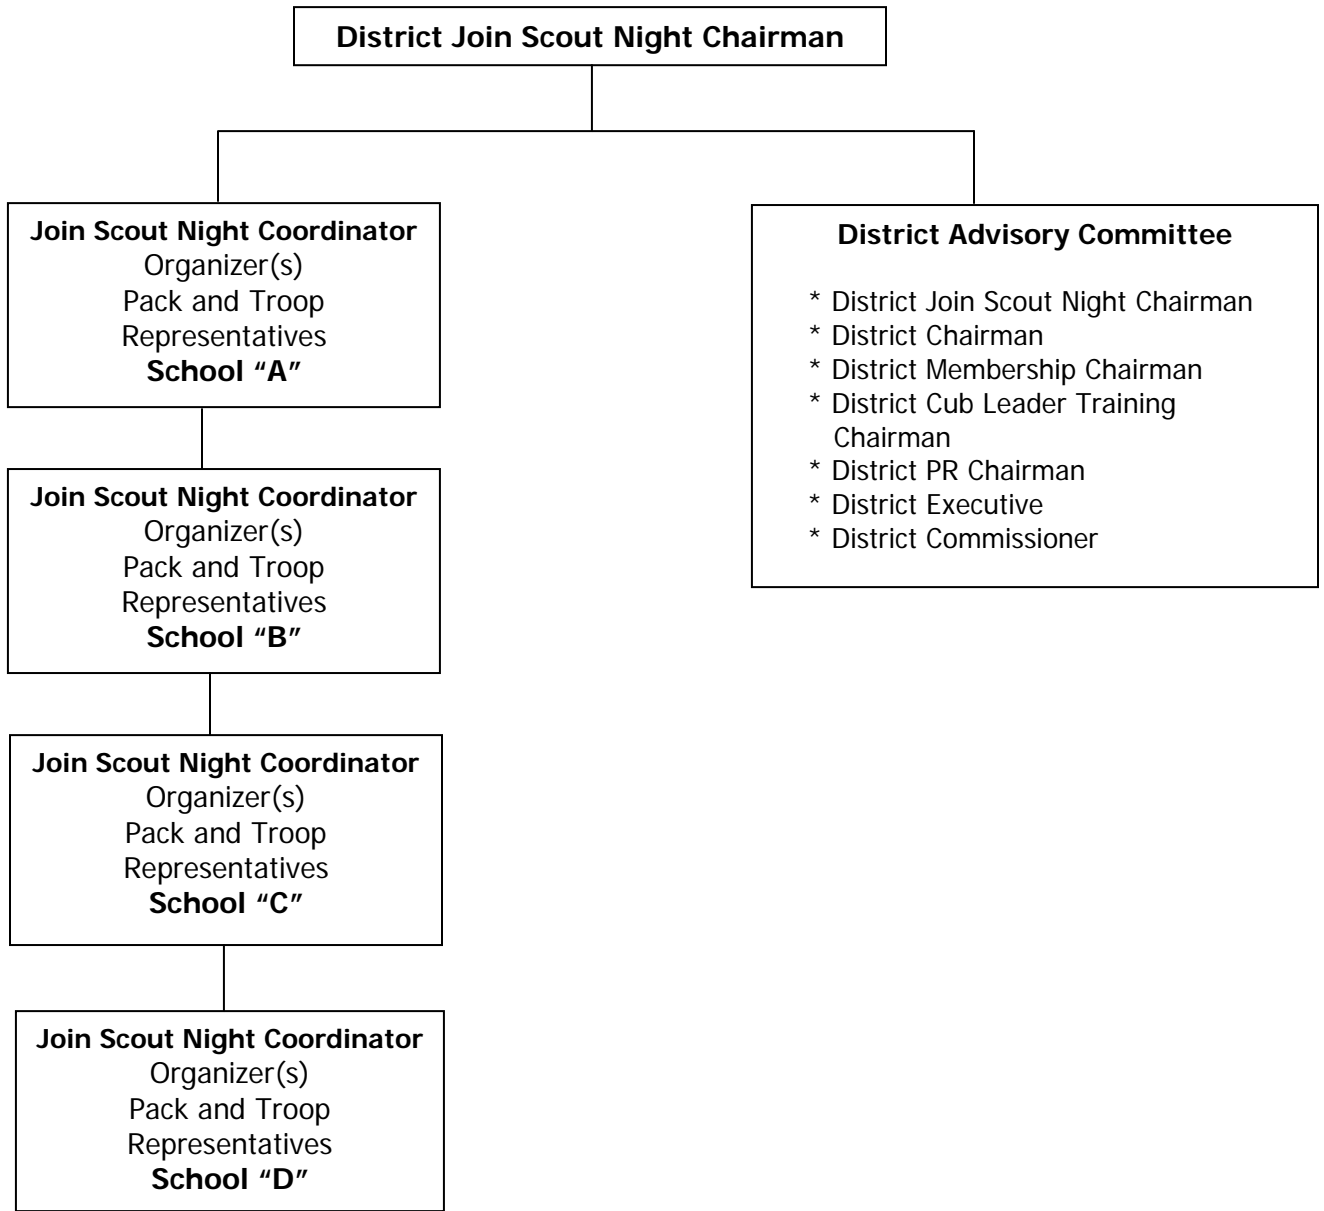 District Join Scout Night Chairman
Join Scout Night Coordinator
Organizer(s)
Pack and Troop
Representatives
School “A”
District Advisory Committee
* District Join Scout Night Chairman
* District Chairman
* District Membership Chairman
* District Cub Leader Training
Chairman
* District PR Chairman
* District Executive
* District Commissioner
Join Scout Night Coordinator
Organizer(s)
Pack and Troop
Representatives
School “B”
Join Scout Night Coordinator
Organizer(s)
Pack and Troop
Representatives
School “C”
Join Scout Night Coordinator
Organizer(s)
Pack and Troop
Representatives
School “D”